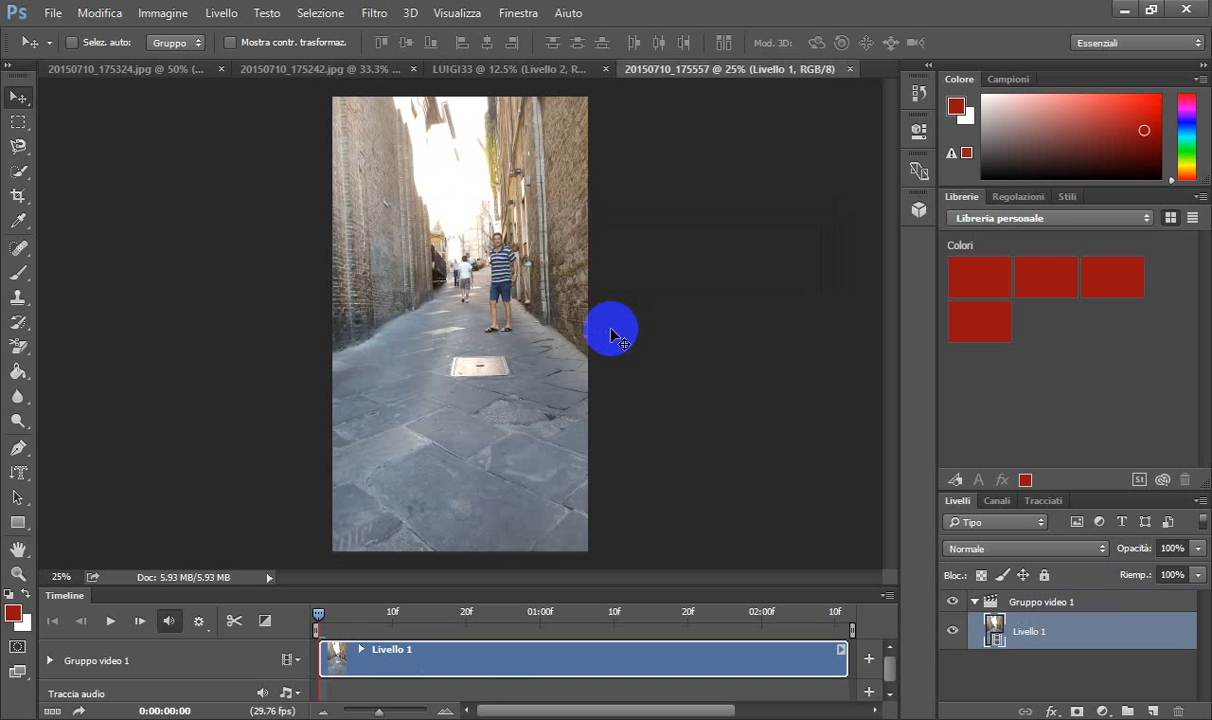 Ps File Modifica Immagine Livello Testo Selezione Filtro 3D Visualizza Finestra Aiuto
Selez. auto: Gruppo Mostra contr. trasformaz. Mod. 3D: Essenziali
20150710_175324.jpg @ 50% (... × 20150710_175242.jpg @ 33.3% ... × LUIGI33 @ 12.5% (Livello 2, R... × 20150710_175557 @ 25% (Livello 1, RGB/8) ×
Colore Campioni
Librerie Regolazioni Stili
Libreria personale
Colori
St
Livelli Canali Tracciati
Tipo
Normale Opacità: 100%
Bloc.: Riemp.: 100%
Gruppo video 1
Livello 1
25% Doc: 5.93 MB/5.93 MB
Timeline
10f 20f 01:00f 10f 20f 02:00f 10f
Livello 1
Gruppo video 1
Traccia audio
0:00:00:00 (29.76 fps)
fx